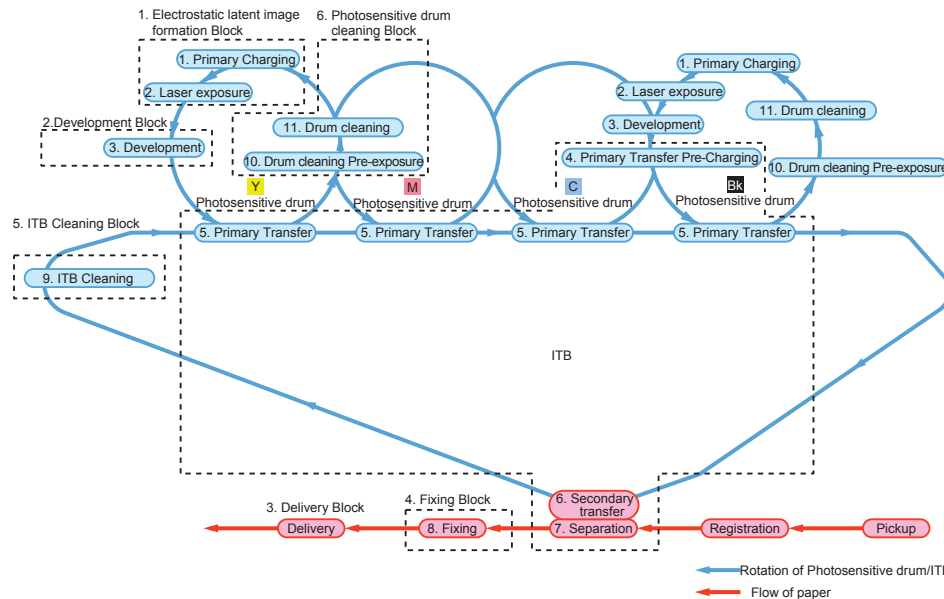 1. Electrostatic latent image
formation Block
6. Photosensitive drum
cleaning Block
1. Primary Charging
2. Laser exposure
2.Development Block
3. Development
11. Drum cleaning
10. Drum cleaning Pre-exposure
1. Primary Charging
2. Laser exposure
3. Development
4. Primary Transfer Pre-Charging
11. Drum cleaning
10. Drum cleaning Pre-exposure
Y
M
C
Bk
Photosensitive drum
Photosensitive drum
Photosensitive drum
Photosensitive drum
5. ITB Cleaning Block
5. Primary Transfer
5. Primary Transfer
5. Primary Transfer
5. Primary Transfer
9. ITB Cleaning
ITB
6. Secondary
transfer
7. Separation
3. Delivery Block
4. Fixing Block
Delivery
8. Fixing
Registration
Pickup
Rotation of Photosensitive drum/ITB
Flow of paper